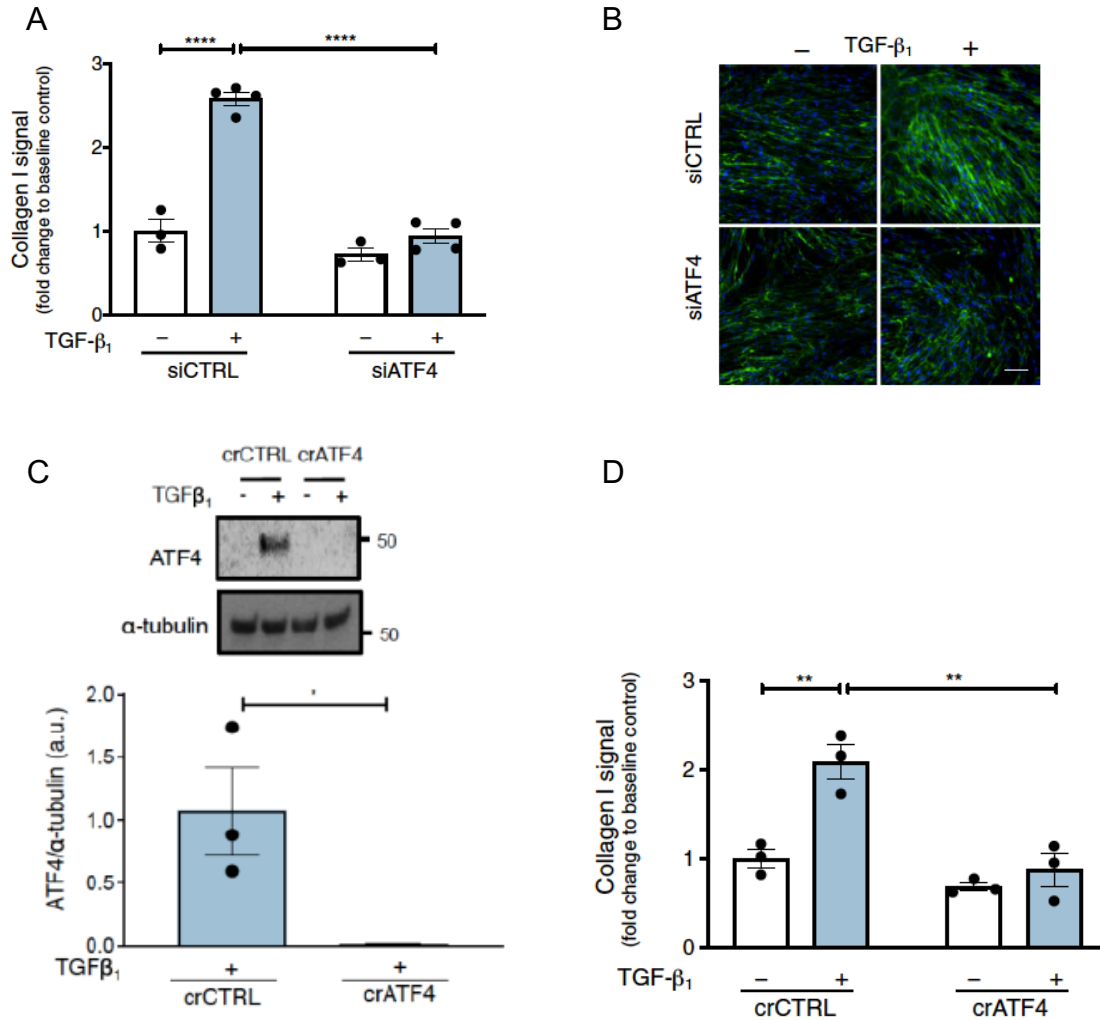 A
**** ****
Collagen I signal
(fold change to baseline control)
3
2
1
0
TGF-β₁ – + – +
siCTRL siATF4
B
– TGF-β₁ +
siCTRL
siATF4
C
crCTRL crATF4
TGFβ₁ - + - +
ATF4
50
α-tubulin
50
ATF4/α-tubulin (a.u.)
2.0
1.5
1.0
0.5
0.0
*
TGFβ₁ + +
crCTRL crATF4
D
** **
Collagen I signal
(fold change to baseline control)
3
2
1
0
TGF-β₁ – + – +
crCTRL crATF4